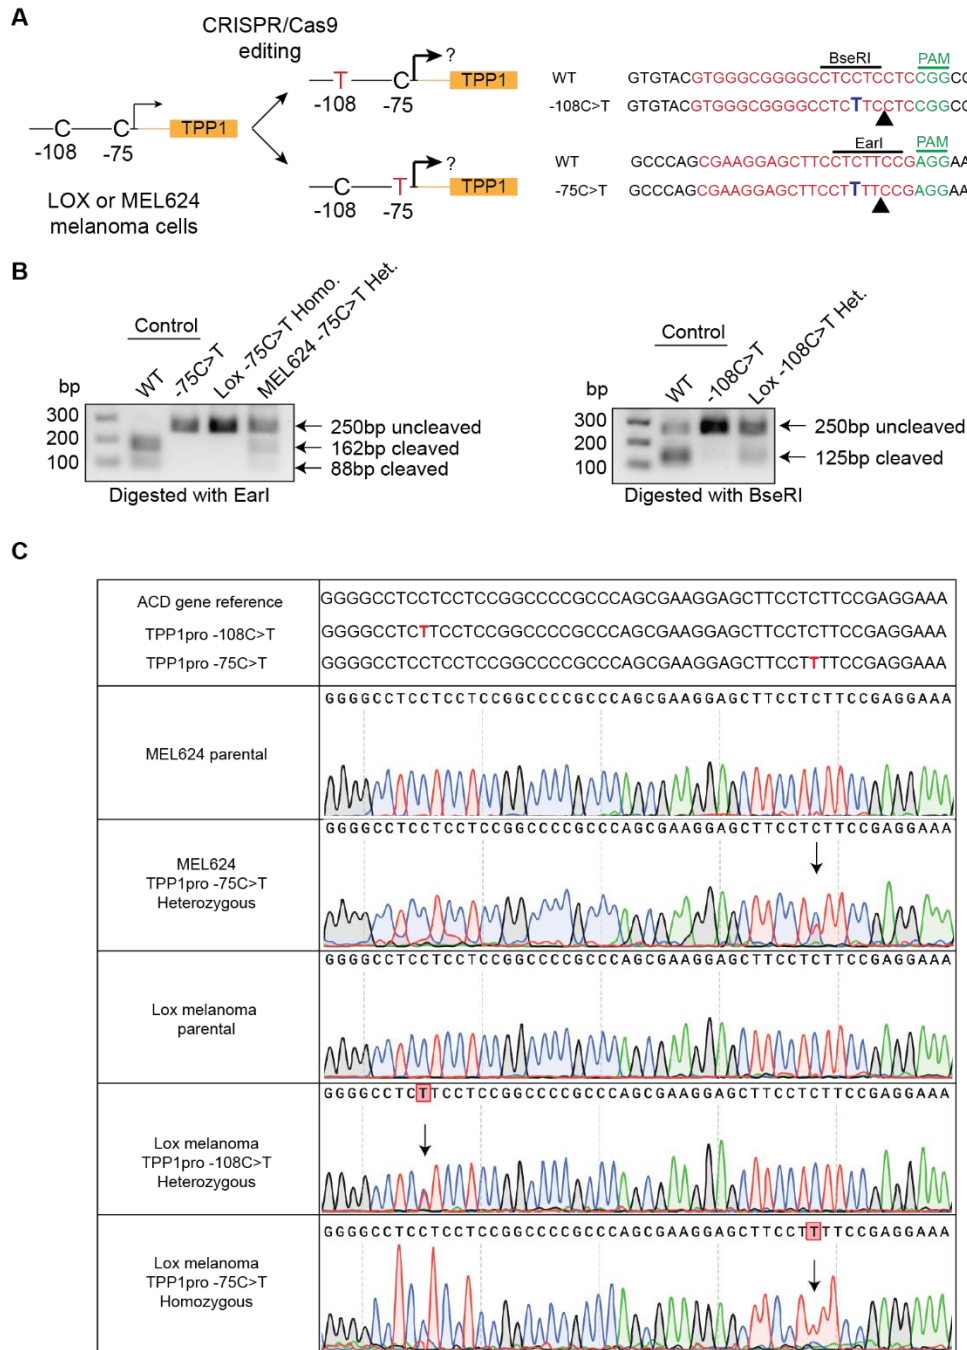 A
CRISPR/Cas9
editing
?
T
C
TPP1
-108
-75
C
C
TPP1
-108
-75
LOX or MEL624
melanoma cells
?
C
T
TPP1
-108
-75
BseRI
PAM
WT
GTGTACGTGGGCGGGGCCTCCTCCTCCGGCC
-108C>T
GTGTACGTGGGCGGGGCCTCTTCCTCCGGCC
EarI
PAM
WT
GCCCAGCGAAGGAGCTTCCTCTTCCGAGGAA
-75C>T
GCCCAGCGAAGGAGCTTCCTTTTCCGAGGAA
B
Control
bp
WT
-75C>T
Lox -75C>T Homo.
MEL624 -75C>T Het.
300
200
100
250bp uncleaved
162bp cleaved
88bp cleaved
Digested with EarI
Control
bp
WT
-108C>T
Lox -108C>T Het.
300
200
100
250bp uncleaved
125bp cleaved
Digested with BseRI
C
ACD gene reference
GGGGCCTCCTCCTCCGGCCCCGCCCAGCGAAGGAGCTTCCTCTTCCGAGGAAA
TPP1pro -108C>T
GGGGCCTCTTCCTCCGGCCCCGCCCAGCGAAGGAGCTTCCTCTTCCGAGGAAA
TPP1pro -75C>T
GGGGCCTCCTCCTCCGGCCCCGCCCAGCGAAGGAGCTTCCTTTTCCGAGGAAA
GGGGCCTCCTCCTCCGGCCCCGCCCAGCGAAGGAGCTTCCTCTTCCGAGGAAA
MEL624 parental
GGGGCCTCCTCCTCCGGCCCCGCCCAGCGAAGGAGCTTCCTCTTCCGAGGAAA
MEL624
TPP1pro -75C>T
Heterozygous
GGGGCCTCCTCCTCCGGCCCCGCCCAGCGAAGGAGCTTCCTCTTCCGAGGAAA
Lox melanoma
parental
GGGGCCTCTTCCTCCGGCCCCGCCCAGCGAAGGAGCTTCCTCTTCCGAGGAAA
Lox melanoma
TPP1pro -108C>T
Heterozygous
GGGGCCTCCTCCTCCGGCCCCGCCCAGCGAAGGAGCTTCCTTTTCCGAGGAAA
Lox melanoma
TPP1pro -75C>T
Homozygous